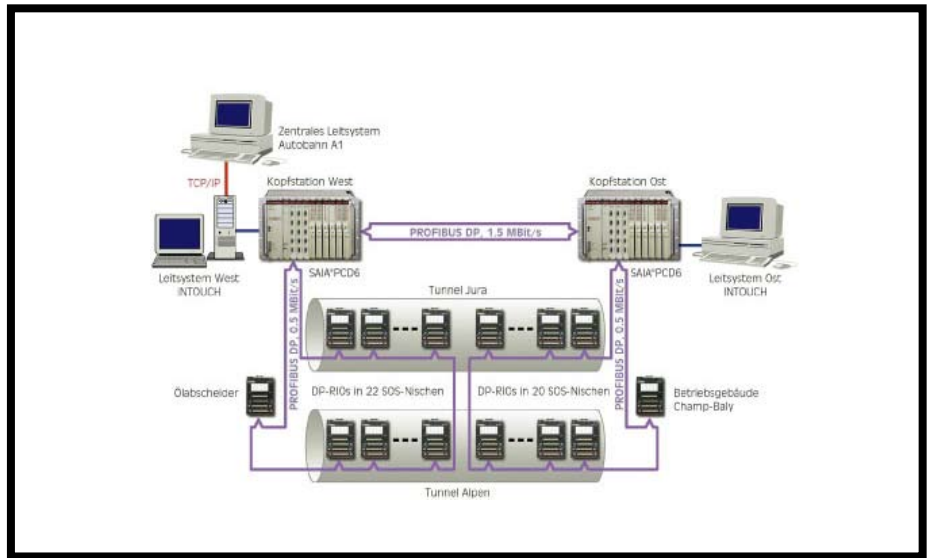 Zentrales Leitsystem
Autobahn A1
TCP/IP
Kopfstation West
Kopfstation Ost
PROFIBUS DP, 1.5 MBit/s
Leitsystem West
INTOUCH
SAIA®PCD6
SAIA®PCD6
Leitsystem Ost
INTOUCH
Tunnel Jura
PROFIBUS DP, 0.5 MBit/s
PROFIBUS DP, 0.5 MBit/s
Ölabscheider
DP-RIOs in 22 SOS-Nischen
DP-RIOs in 20 SOS-Nischen
Betriebsgebäude
Champ-Baly
Tunnel Alpen